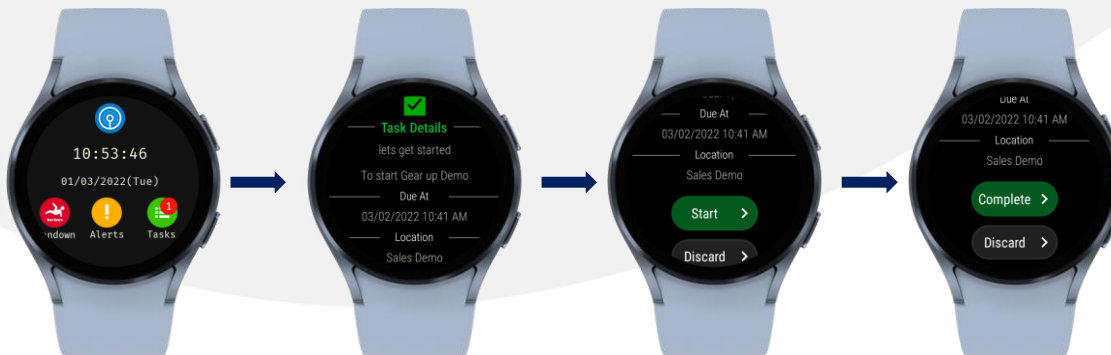 10:53:46
01/03/2022(Tue)
1
ndown Alerts Tasks
Task Details
lets get started
To start Gear up Demo
Due At
03/02/2022 10:41 AM
Location
Sales Demo
Due At
03/02/2022 10:41 AM
Location
Sales Demo
Start >
Discard >
Due At
03/02/2022 10:41 AM
Location
Sales Demo
Complete >
Discard >